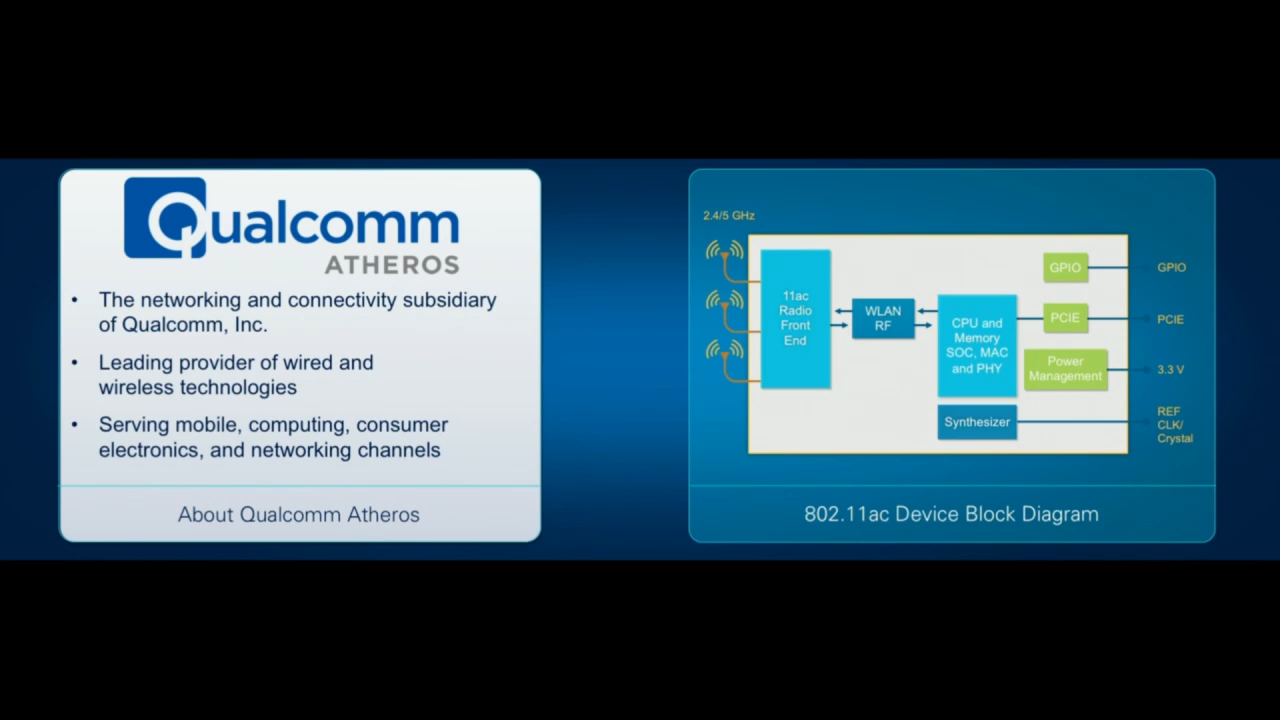 Qualcomm
ATHEROS
• The networking and connectivity subsidiary
of Qualcomm, Inc.
• Leading provider of wired and
wireless technologies
• Serving mobile, computing, consumer
electronics, and networking channels
About Qualcomm Atheros
2.4/5 GHz
11ac
Radio
Front
End
WLAN
RF
CPU and
Memory
SOC, MAC
and PHY
Synthesizer
GPIO
PCIE
Power
Management
GPIO
PCIE
3.3 V
REF
CLK/
Crystal
802.11ac Device Block Diagram